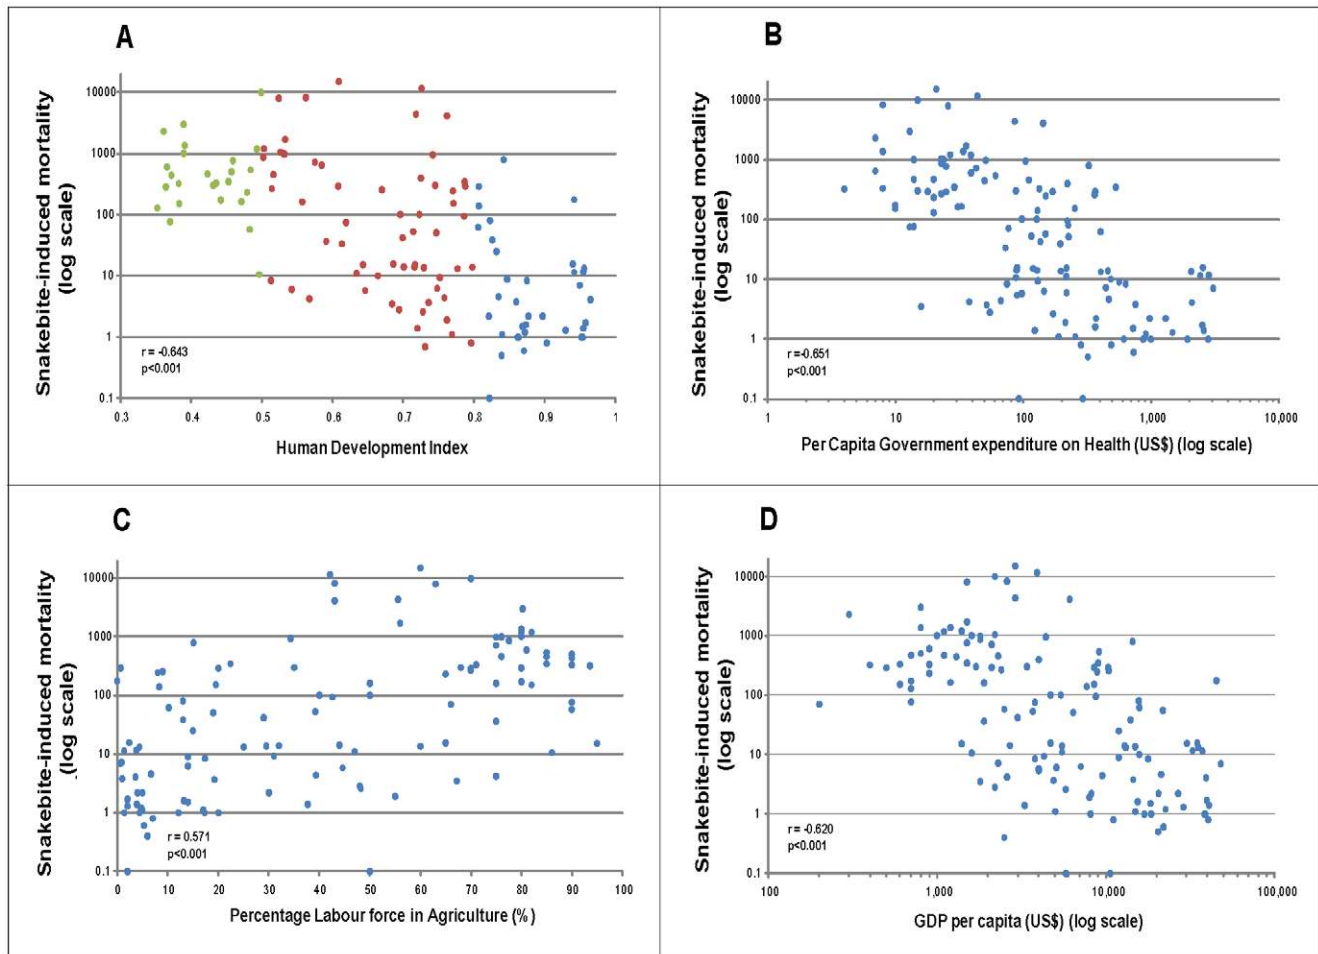 A
Snakebite-induced mortality
(log scale)
10000
1000
100
10
1
0.1
r = -0.643
p<0.001
0.3 0.4 0.5 0.6 0.7 0.8 0.9 1
Human Development Index
B
Snakebite-induced mortality
(log scale)
10000
1000
100
10
1
0.1
r =-0.651
p<0.001
1 10 100 1,000 10,000
Per Capita Government expenditure on Health (US$) (log scale)
C
Snakebite-induced mortality
(log scale)
10000
1000
100
10
1
0.1
r = 0.571
p<0.001
0 10 20 30 40 50 60 70 80 90 100
Percentage Labour force in Agriculture (%)
D
Snakebite-induced mortality
(log scale)
10000
1000
100
10
1
0.1
r = -0.620
p<0.001
100 1,000 10,000 100,000
GDP per capita (US$) (log scale)